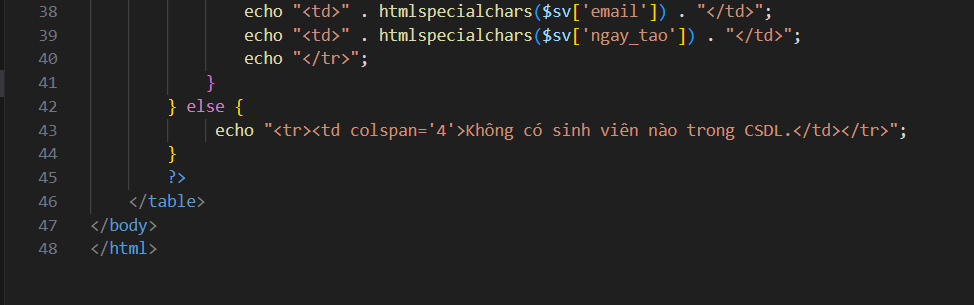 38 echo "<td>" . htmlspecialchars($sv['email']) . "</td>";
39 echo "<td>" . htmlspecialchars($sv['ngay_tao']) . "</td>";
40 echo "</tr>";
41 }
42 } else {
43 echo "<tr><td colspan='4'>Không có sinh viên nào trong CSDL.</td></tr>";
44 }
45 ?>
46 </table>
47 </body>
48 </html>